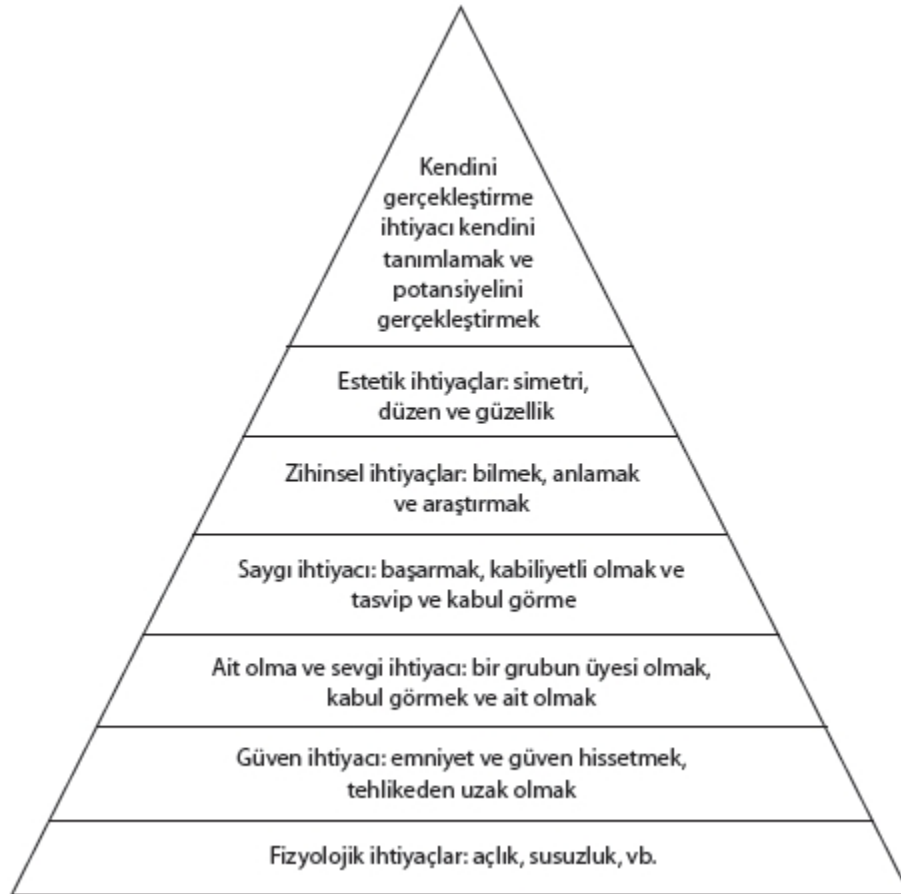 Kendini
gerçekleştirme
ihtiyacı kendini
tanımlamak ve
potansiyelini
gerçekleştirmek
Estetik ihtiyaçlar: simetri,
düzen ve güzellik
Zihinsel ihtiyaçlar: bilmek, anlamak
ve araştırmak
Saygı ihtiyacı: başarmak, kabiliyetli olmak ve
tasvip ve kabul görme
Ait olma ve sevgi ihtiyacı: bir grubun üyesi olmak,
kabul görmek ve ait olmak
Güven ihtiyacı: emniyet ve güven hissetmek,
tehlikeden uzak olmak
Fizyolojik ihtiyaçlar: açlık, susuzluk, vb.